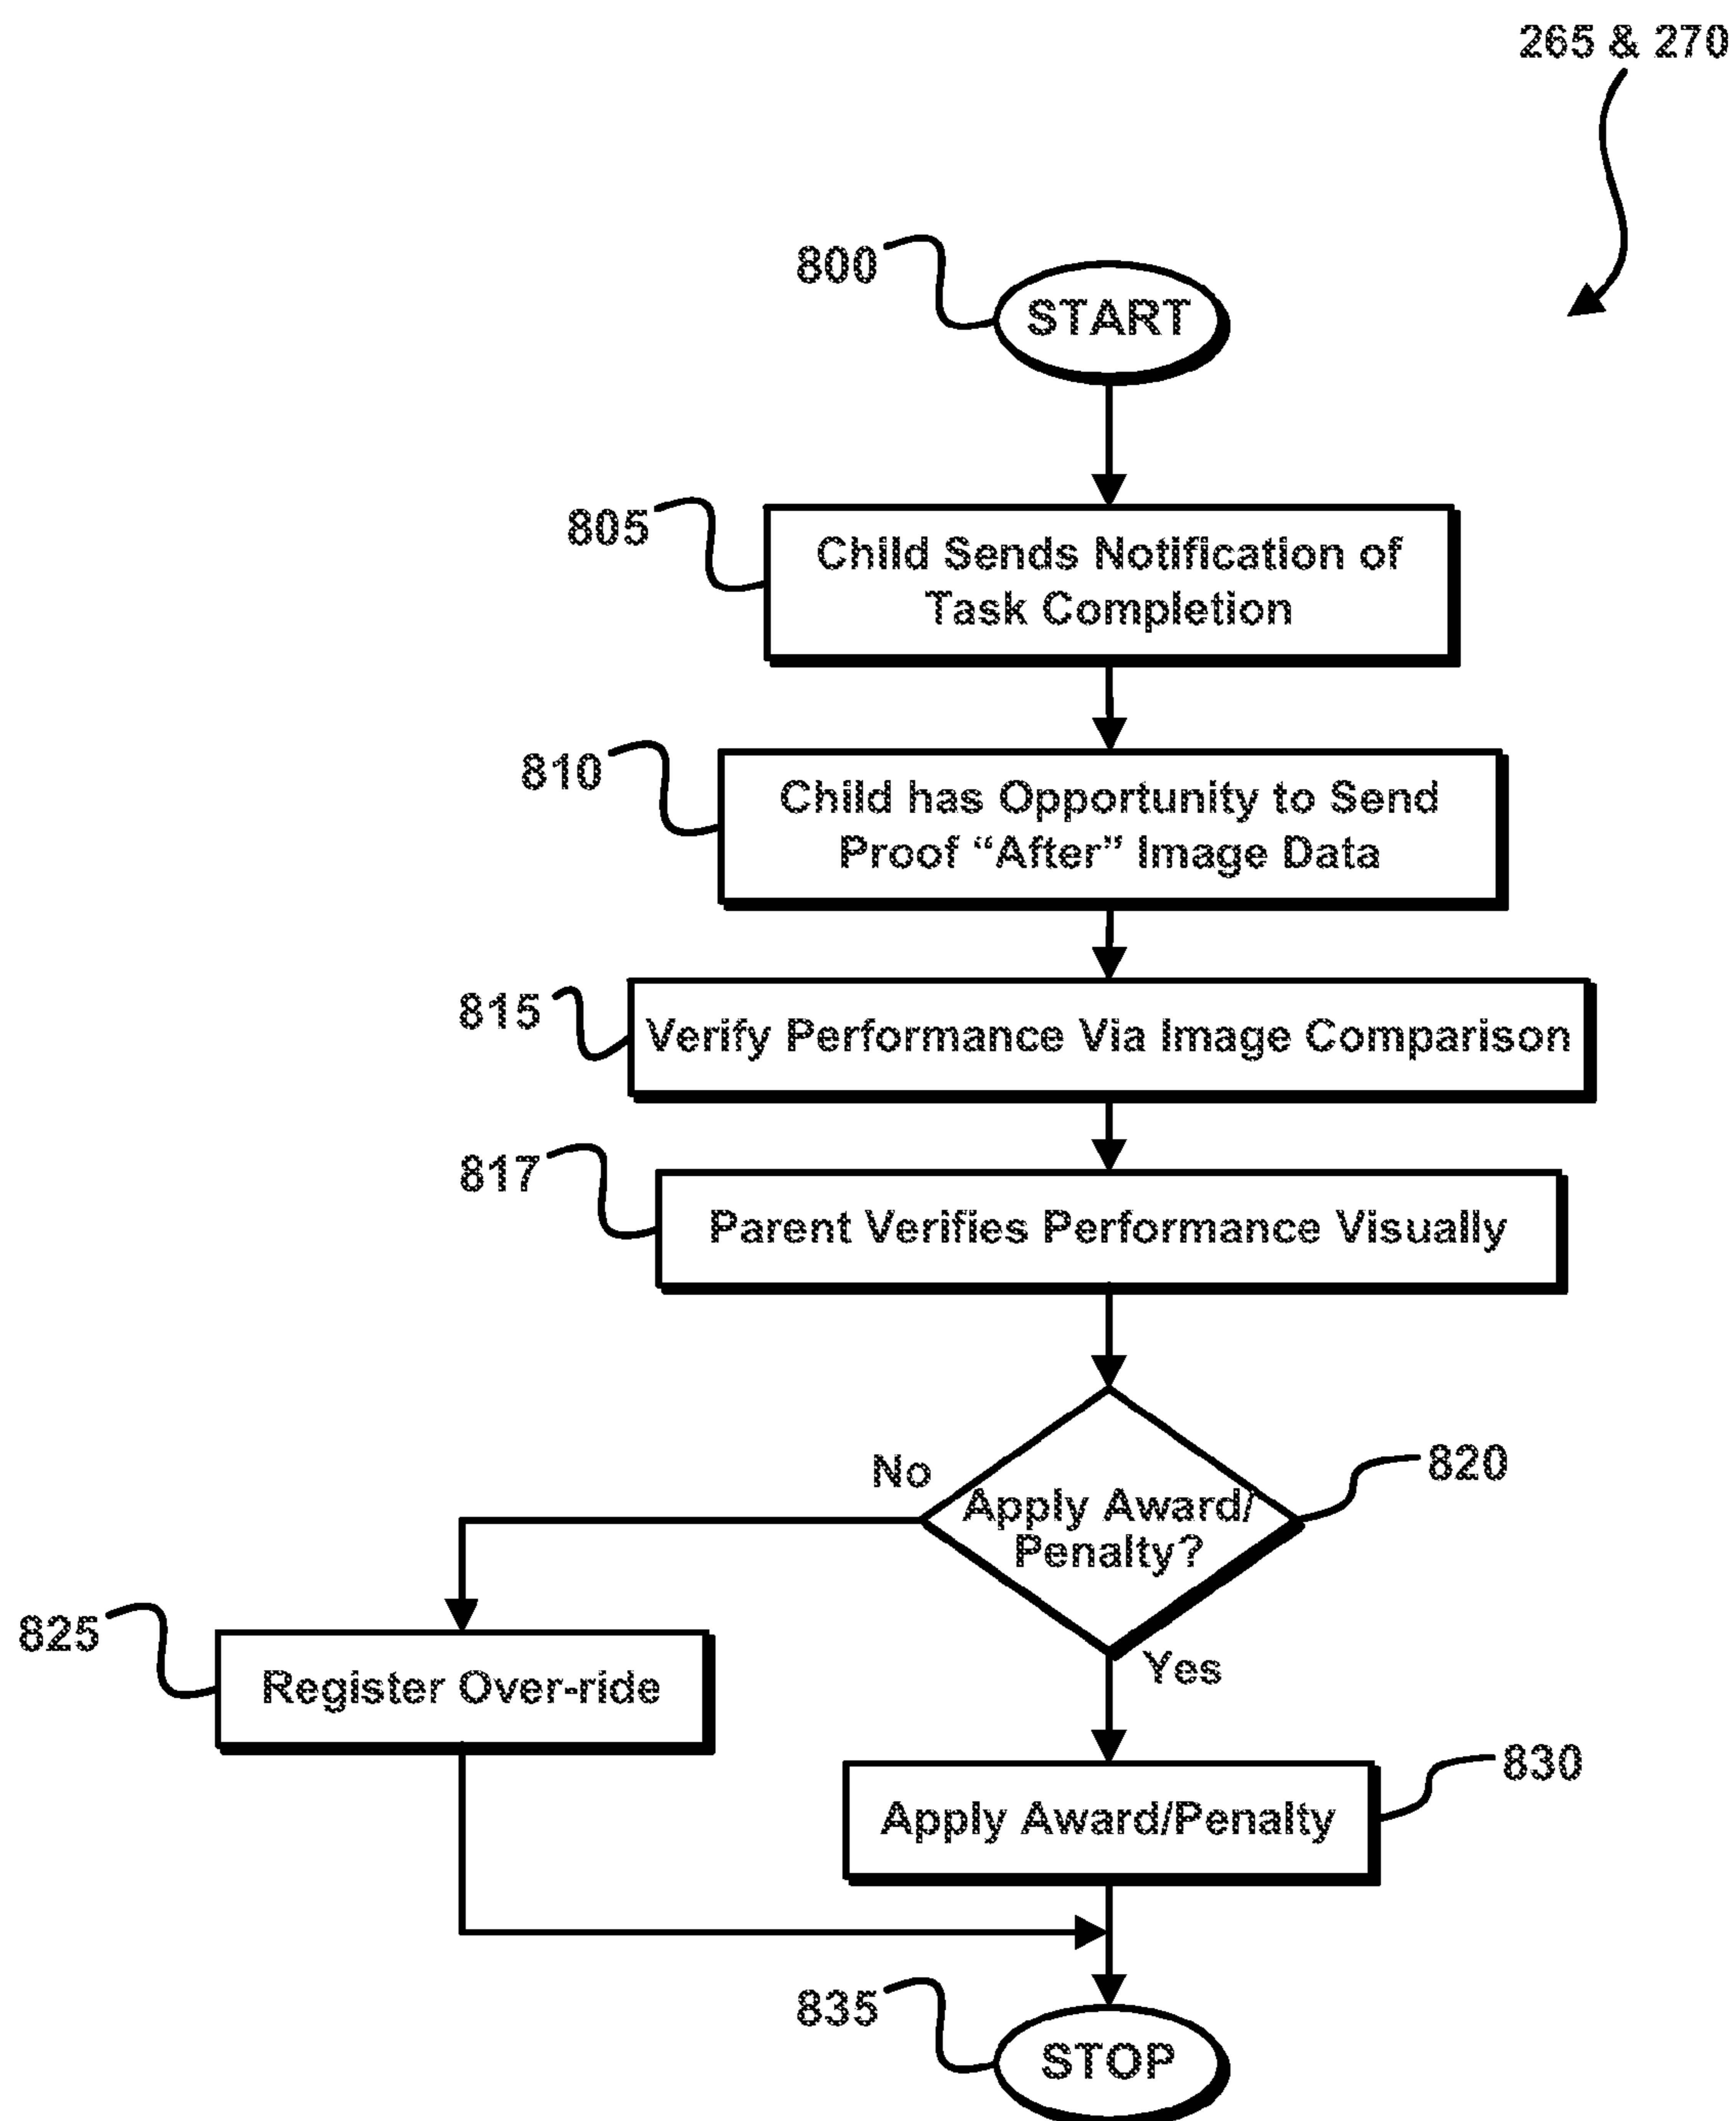 265 & 270
800
START
805
Child Sends Notification of
Task Completion
810
Child has Opportunity to Send
Proof “After” Image Data
815
Verify Performance Via Image Comparison
817
Parent Verifies Performance Visually
No
820
Apply Award/
Penalty?
825
Yes
Register Over-ride
830
Apply Award/Penalty
835
STOP